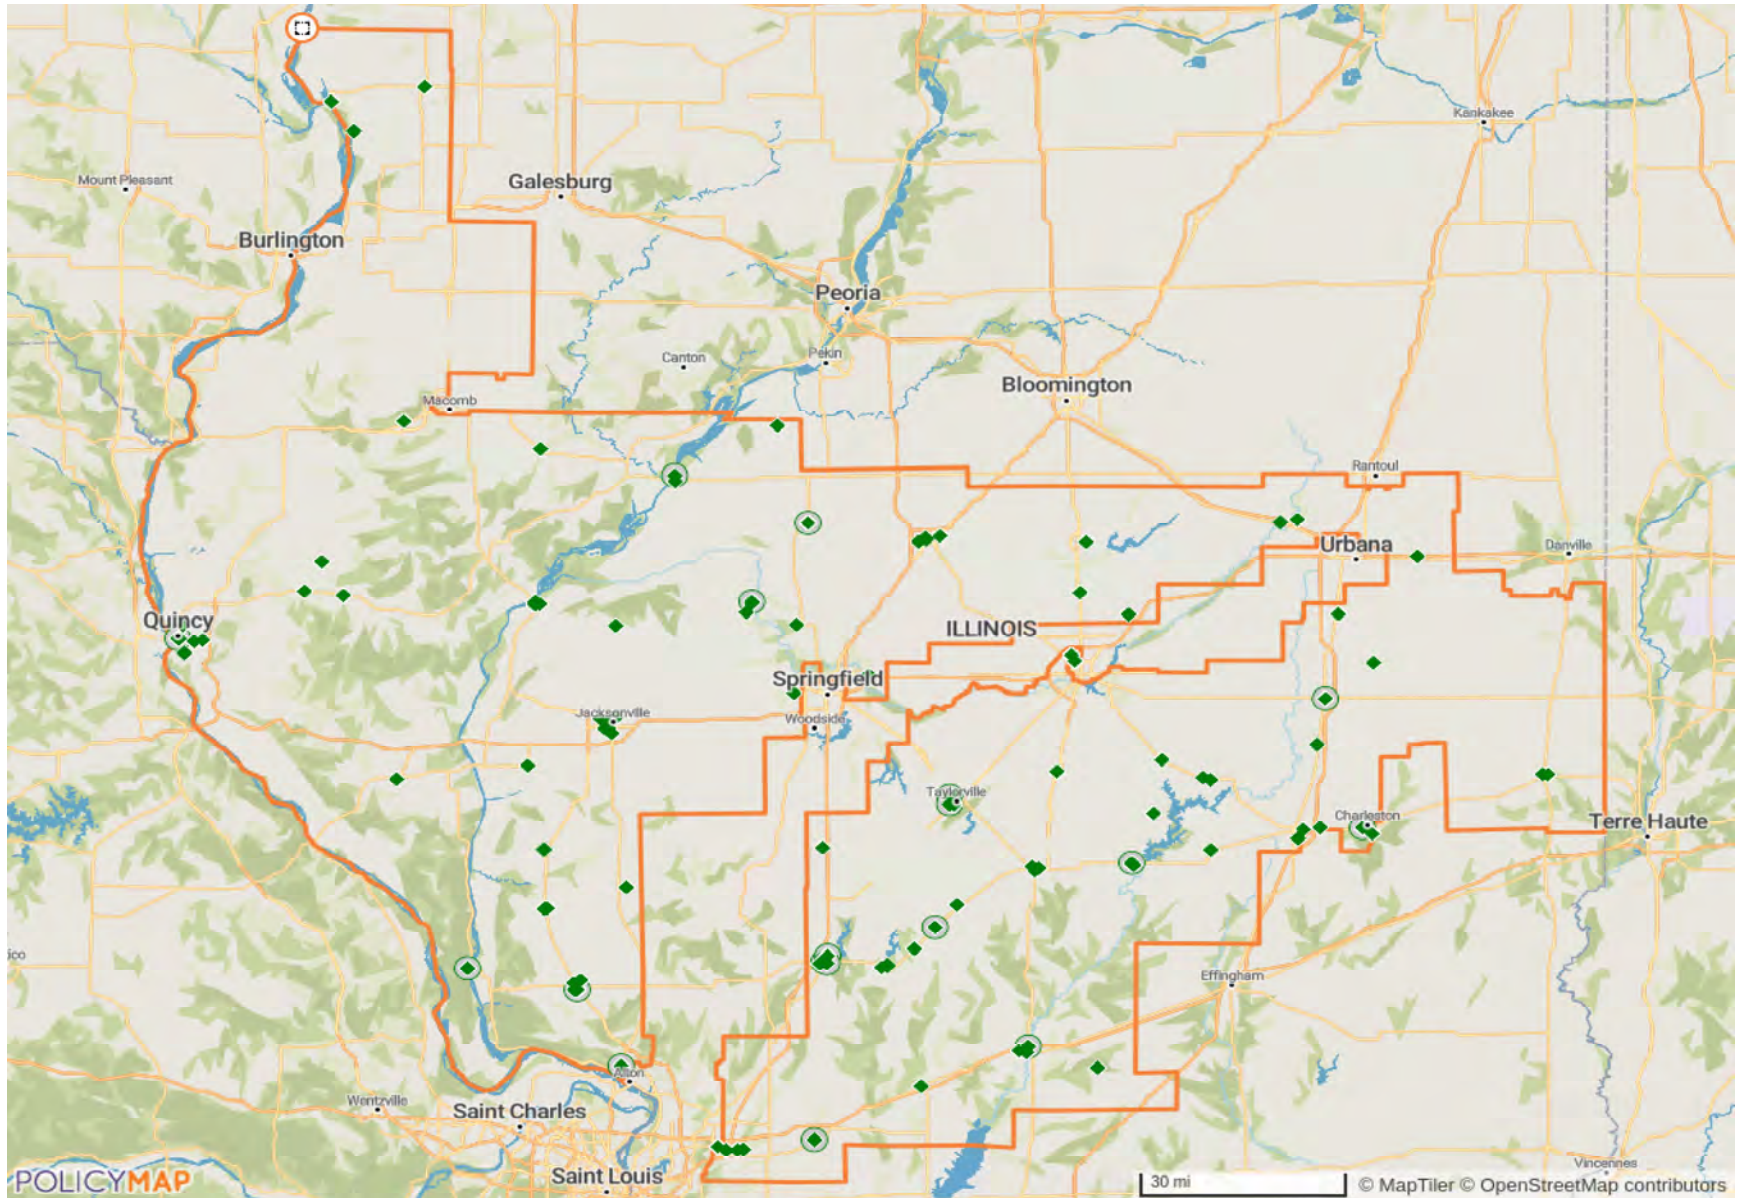 Kankakee
Mount Pleasant
Galesburg
Burlington
Peoria
Canton
Pekin
Bloomington
Macomb
Rantoul
Urbana
Danville
Quincy
ILLINOIS
Springfield
Jacksonville
Woodside
Taylorville
Charleston
Terre Haute
ico
Effingham
Alton
Wentzville
Saint Charles
Saint Louis
Vincennes
POLICYMAP
30 mi
© MapTiler © OpenStreetMap contributors